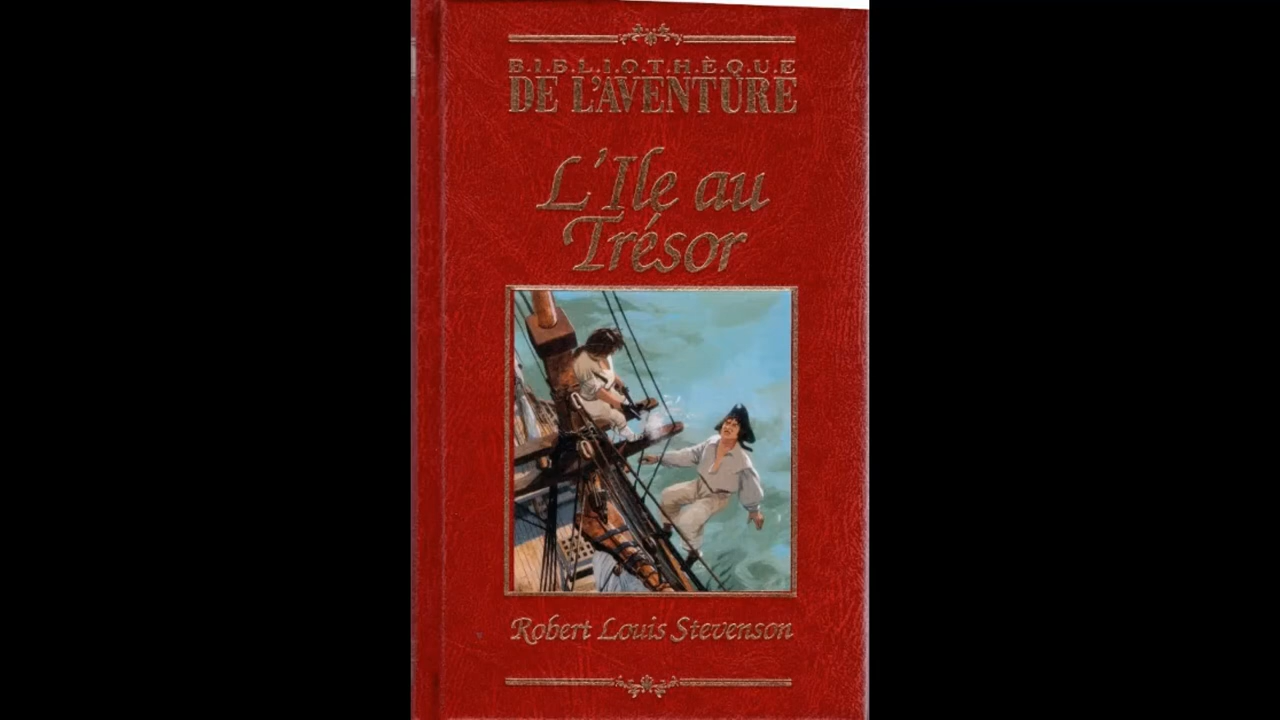 B.I.B.L.I.O.T.H.È.Q.U.E
DE L'AVENTURE
L'Ile au
Trésor
Robert Louis Stevenson